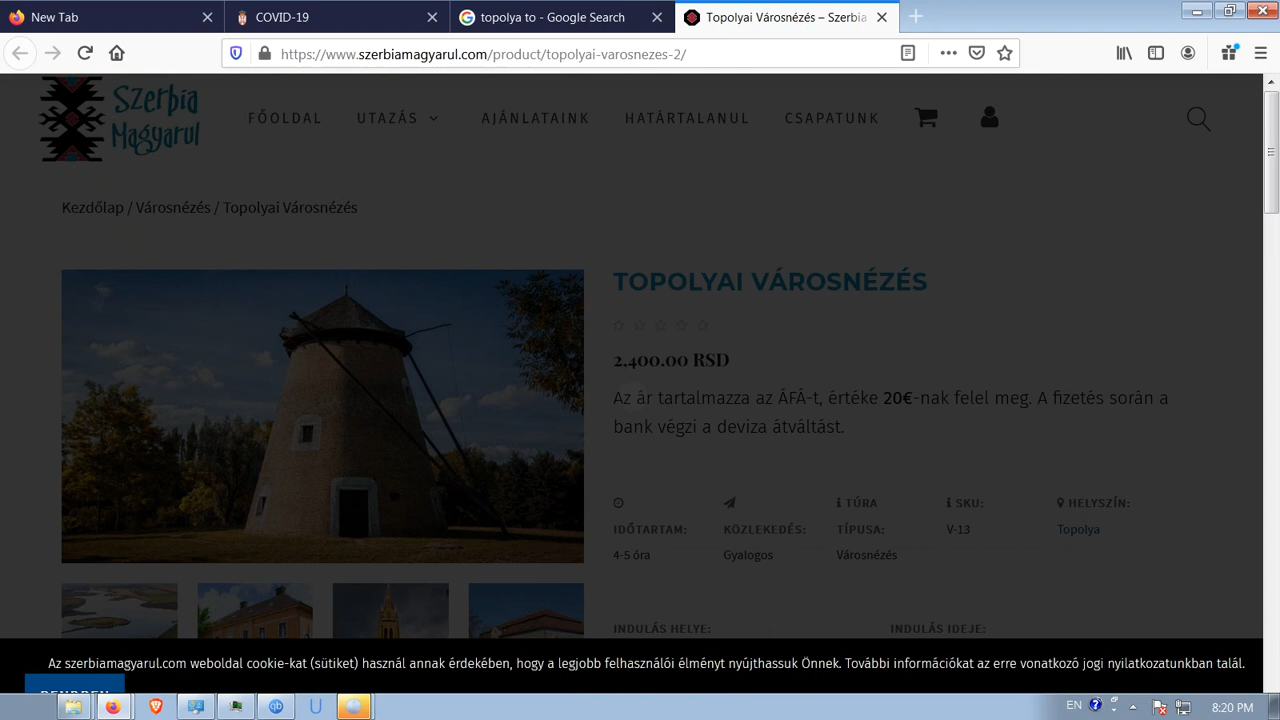 New Tab
COVID-19
topolya to - Google Search
Topolyai Városnézés – Szerbia
https://www.szerbiamagyarul.com/product/topolyai-varosnezes-2/
Szerbia
Magyarul
FŐOLDAL UTAZÁS AJÁNLATAINK HATÁRTALANUL CSAPATUNK
Kezdőlap / Városnézés / Topolyai Városnézés
TOPOLYAI VÁROSNÉZÉS
2,400.00 RSD
Az ár tartalmazza az ÁFÁ-t, értéke 20€-nak felel meg. A fizetés során a
bank végzi a deviza átváltást.
TÚRA SKU: HELYSZÍN:
IDŐTARTAM: KÖZLEKEDÉS: TÍPUSA: V-13 Topolya
4-5 óra Gyalogos Városnézés
INDULÁS HELYE: INDULÁS IDEJE:
Az szerbiamagyarul.com weboldal cookie-kat (sütiket) használ annak érdekében, hogy a legjobb felhasználói élményt nyújthassuk Önnek. További információkat az erre vonatkozó jogi nyilatkozatunkban talál.
RENDBEN
EN 8:20 PM